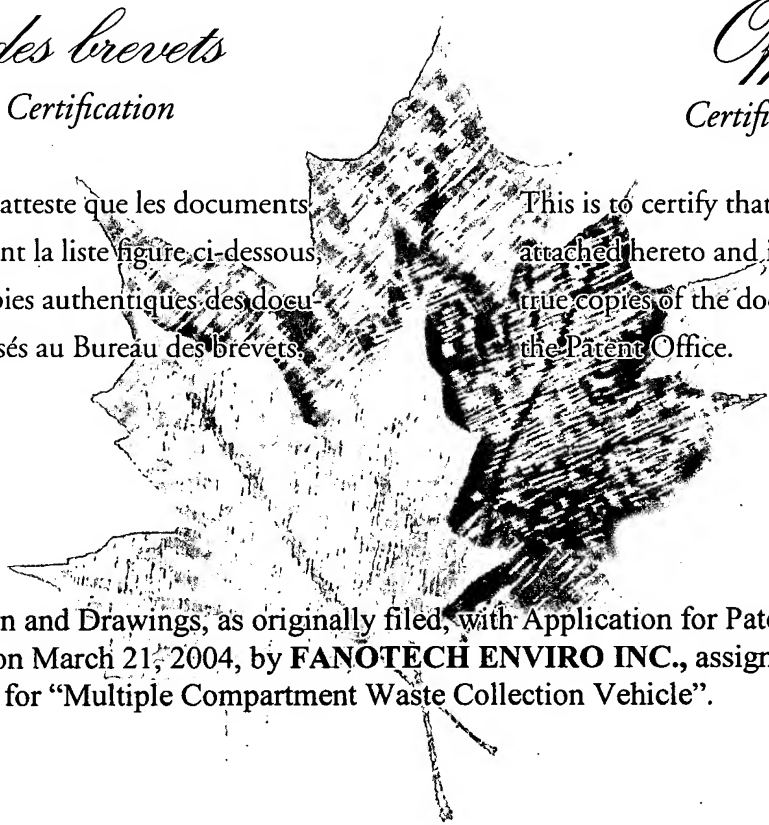 des brevets
Certification
atteste que les documents
nt la liste figure ci-dessous,
pies authentiques des docu-
sés au Bureau des brevets.
Certifi
This is to certify that
attached hereto and i
true copies of the doc
the Patent Office.
n and Drawings, as originally filed, with Application for Pate
on March 21, 2004, by FANOTECH ENVIRO INC., assign
for “Multiple Compartment Waste Collection Vehicle”.